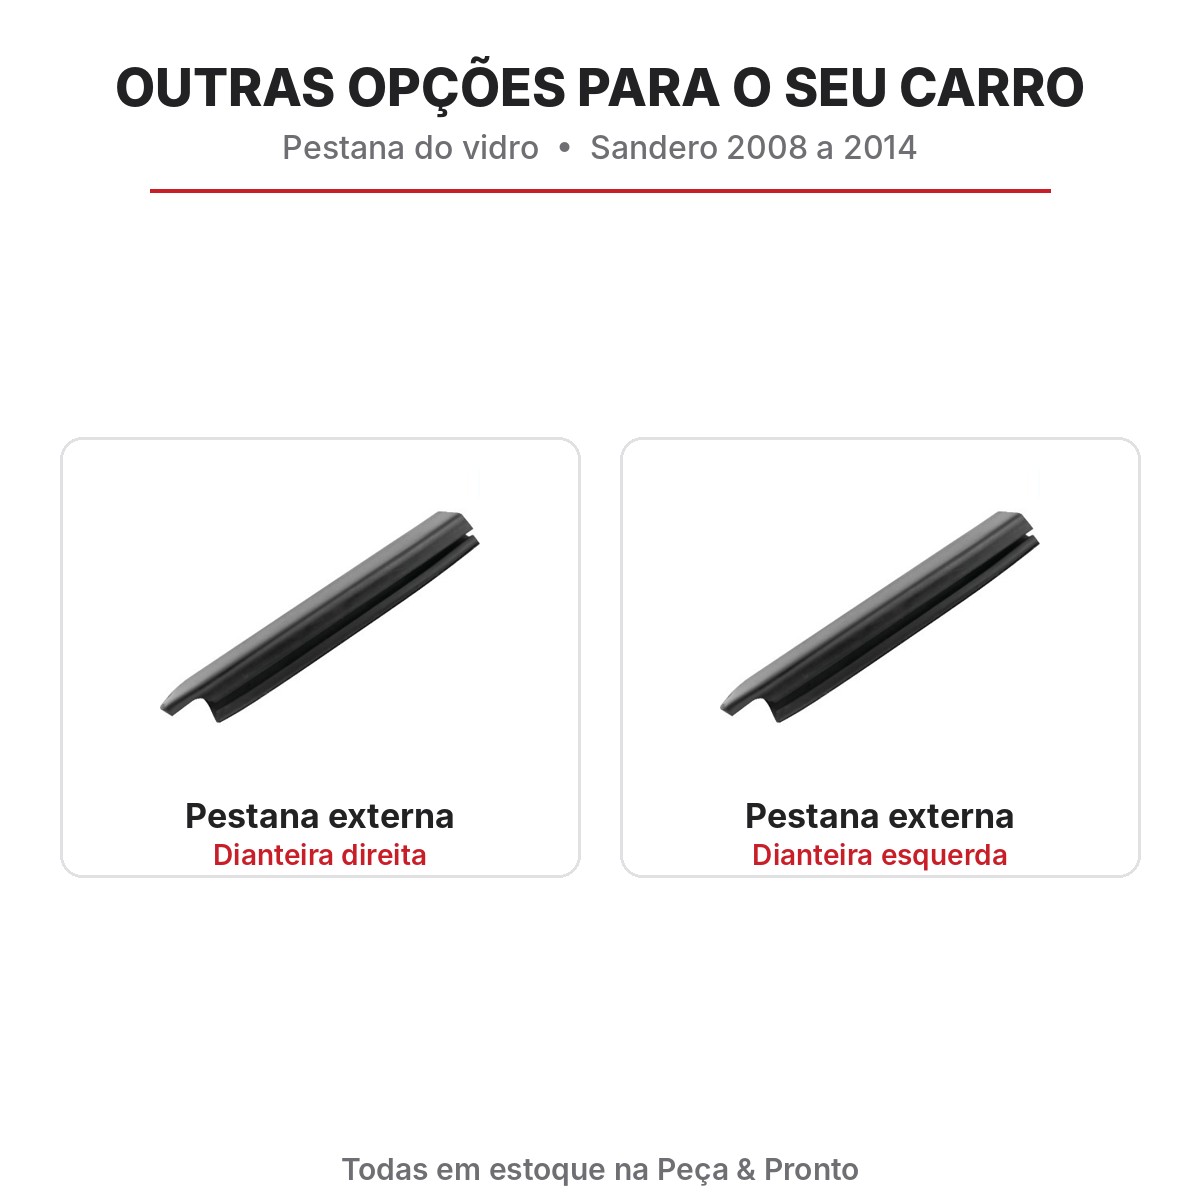 OUTRAS OPÇÕES PARA O SEU CARRO
Pestana do vidro • Sandero 2008 a 2014
Pestana externa
Dianteira direita
Pestana externa
Dianteira esquerda
Todas em estoque na Peça & Pronto